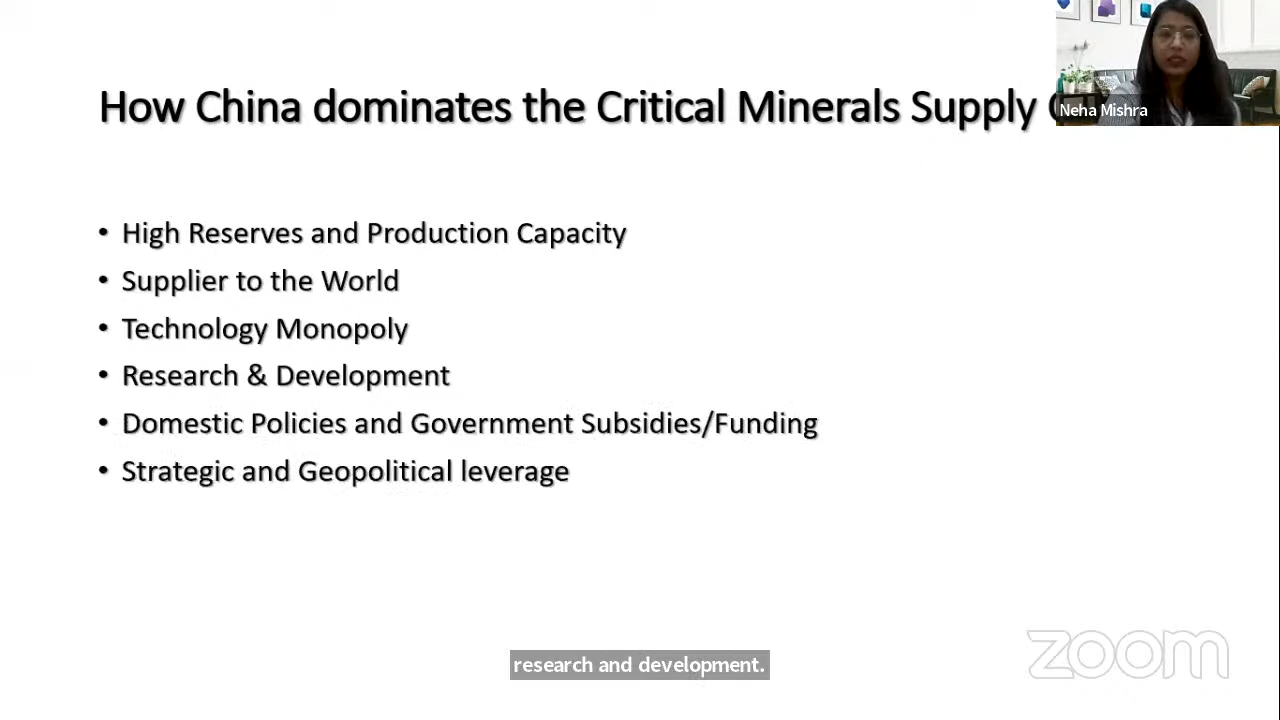 How China dominates the Critical Minerals Supply
Neha Mishra
• High Reserves and Production Capacity
• Supplier to the World
• Technology Monopoly
• Research & Development
• Domestic Policies and Government Subsidies/Funding
• Strategic and Geopolitical leverage
research and development.
zoom